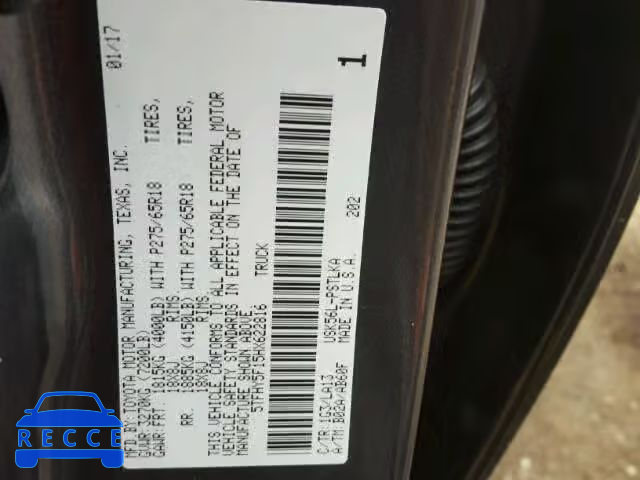 MFD BY: TOYOTA MOTOR MANUFACTURING, TEXAS, INC. 01/17
GVWR: 3270KG (7200LB)
GAWR: FRT. 1815KG (4000LB) WITH P275/65R18 TIRES,
18X8J RIMS,
RR. 1885KG (4150LB) WITH P275/65R18 TIRES,
18X8J RIMS,
THIS VEHICLE CONFORMS TO ALL APPLICABLE FEDERAL MOTOR
VEHICLE SAFETY STANDARDS IN EFFECT ON THE DATE OF
MANUFACTURE SHOWN ABOVE.
5TFAW5F15HX622816 TRUCK
C/TR: 1G3/LA13 USK56L-PSTLKA 202
A/TM: B02A/AB60F MADE IN U.S.A.
1